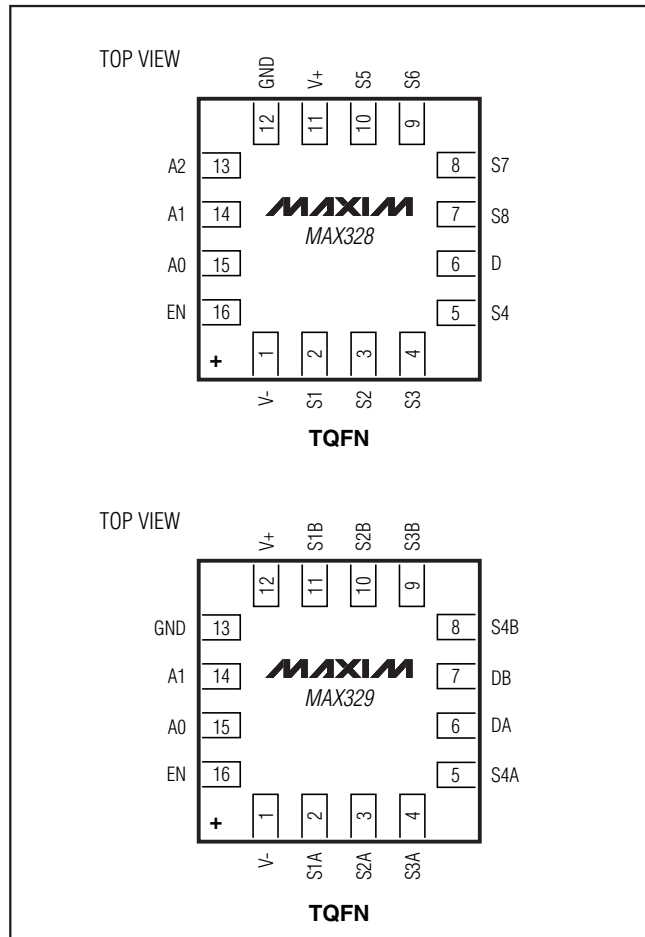 TOP VIEW
GND V+ S5 S6
12 11 10 9
A2 13 8 S7
A1 14 MAXIM 7 S8
MAX328
A0 15 6 D
EN 16 5 S4
+ 1 2 3 4
V- S1 S2 S3
TQFN
TOP VIEW
V+ S1B S2B S3B
12 11 10 9
GND 13 8 S4B
A1 14 MAXIM 7 DB
MAX329
A0 15 6 DA
EN 16 5 S4A
+ 1 2 3 4
V- S1A S2A S3A
TQFN